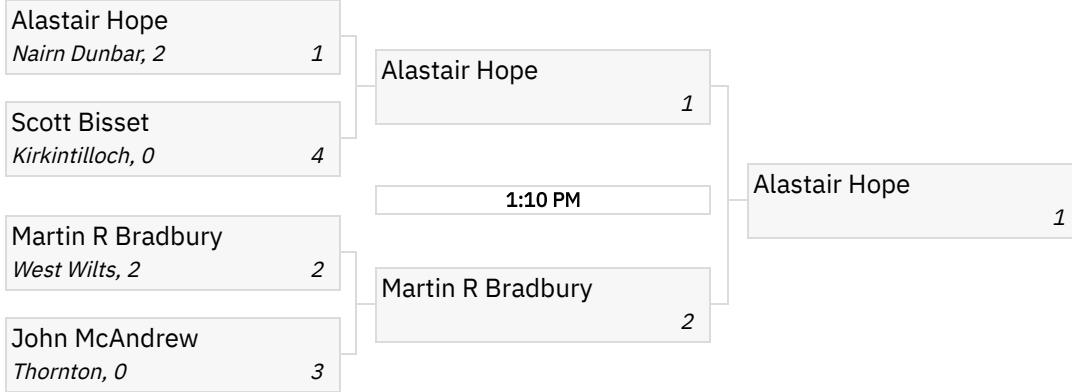 Alastair Hope
Nairn Dunbar, 2 1
Scott Bisset
Kirkintilloch, 0 4
Martin R Bradbury
West Wilts, 2 2
John McAndrew
Thornton, 0 3
Alastair Hope
1
1:10 PM
Martin R Bradbury
2
Alastair Hope
1